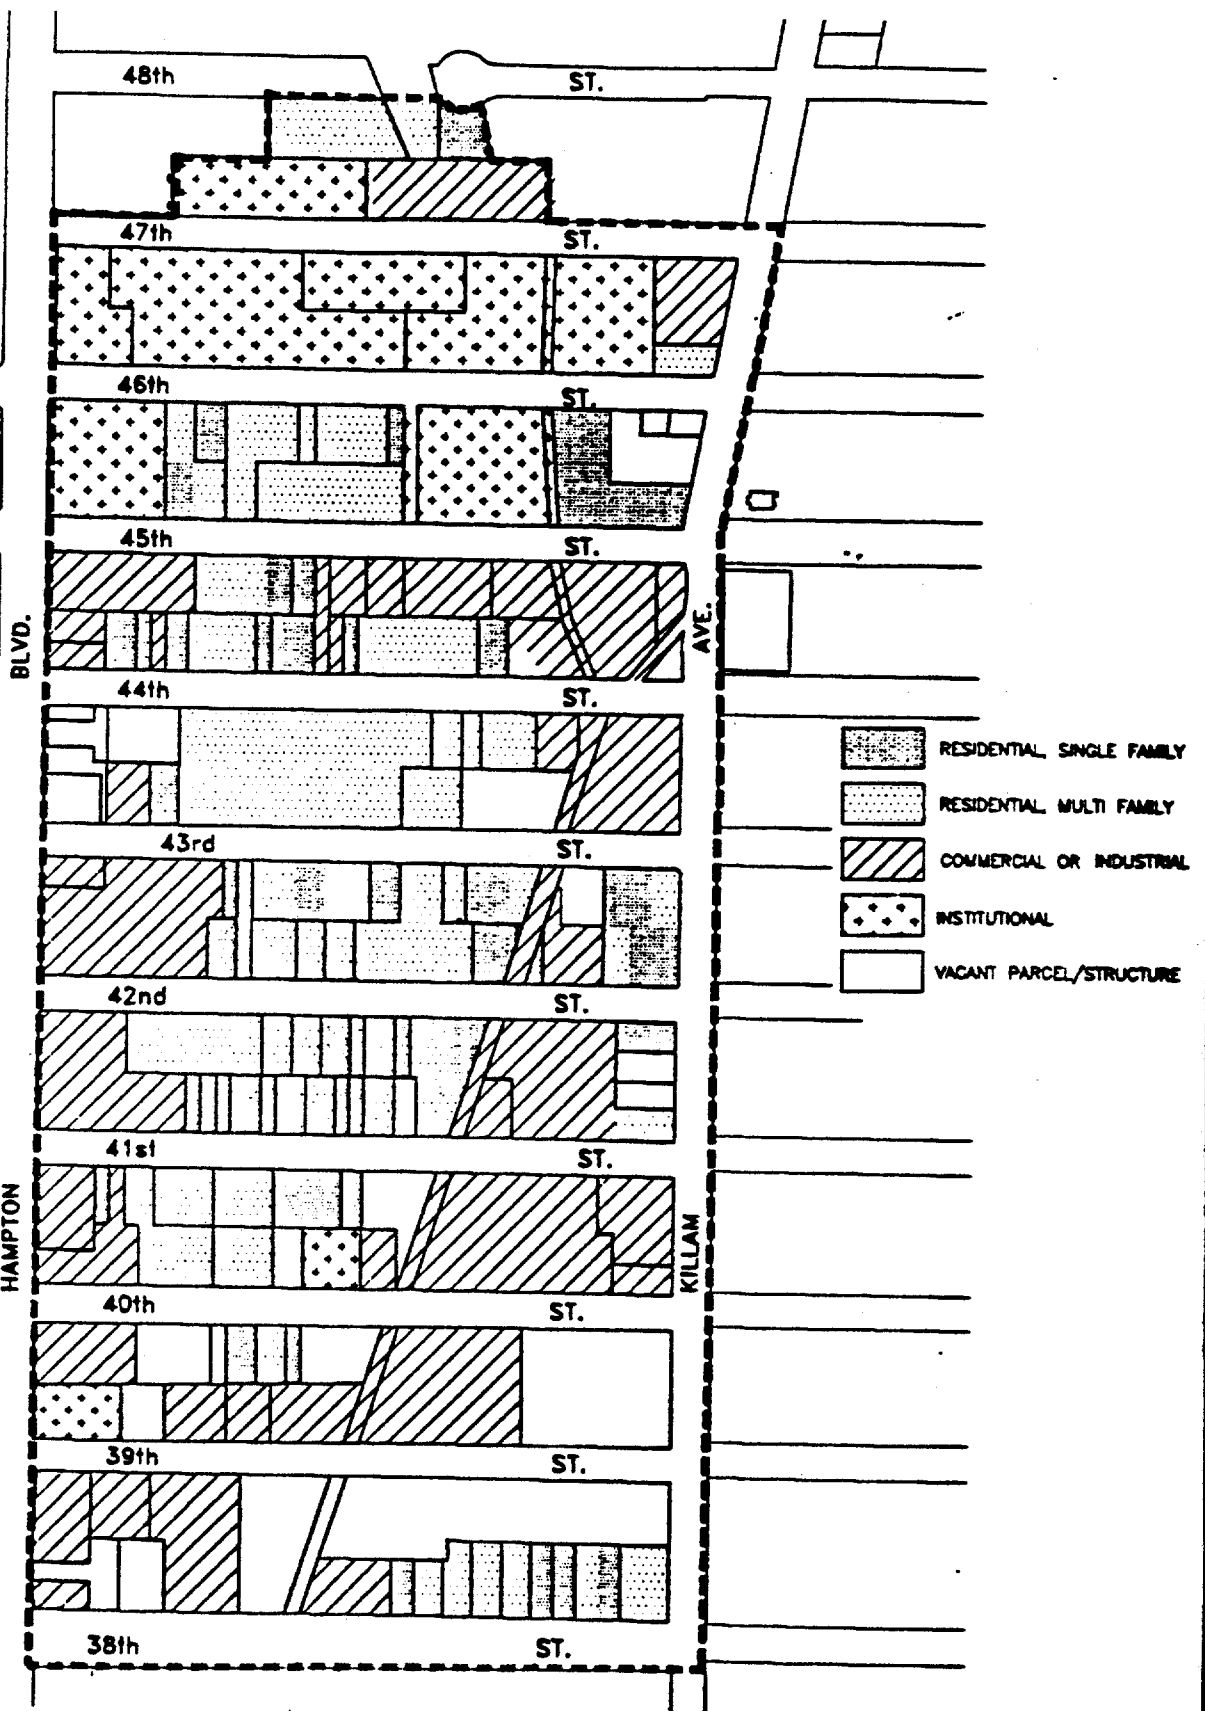 48th ST.
47th ST.
46th ST.
45th ST.
BLVD.
AVE.
44th ST.
RESIDENTIAL SINGLE FAMILY
RESIDENTIAL MULTI FAMILY
43rd ST.
COMMERCIAL OR INDUSTRIAL
INSTITUTIONAL
VACANT PARCEL/STRUCTURE
42nd ST.
41st ST.
HAMPTON
KILLAM
40th ST.
39th ST.
38th ST.